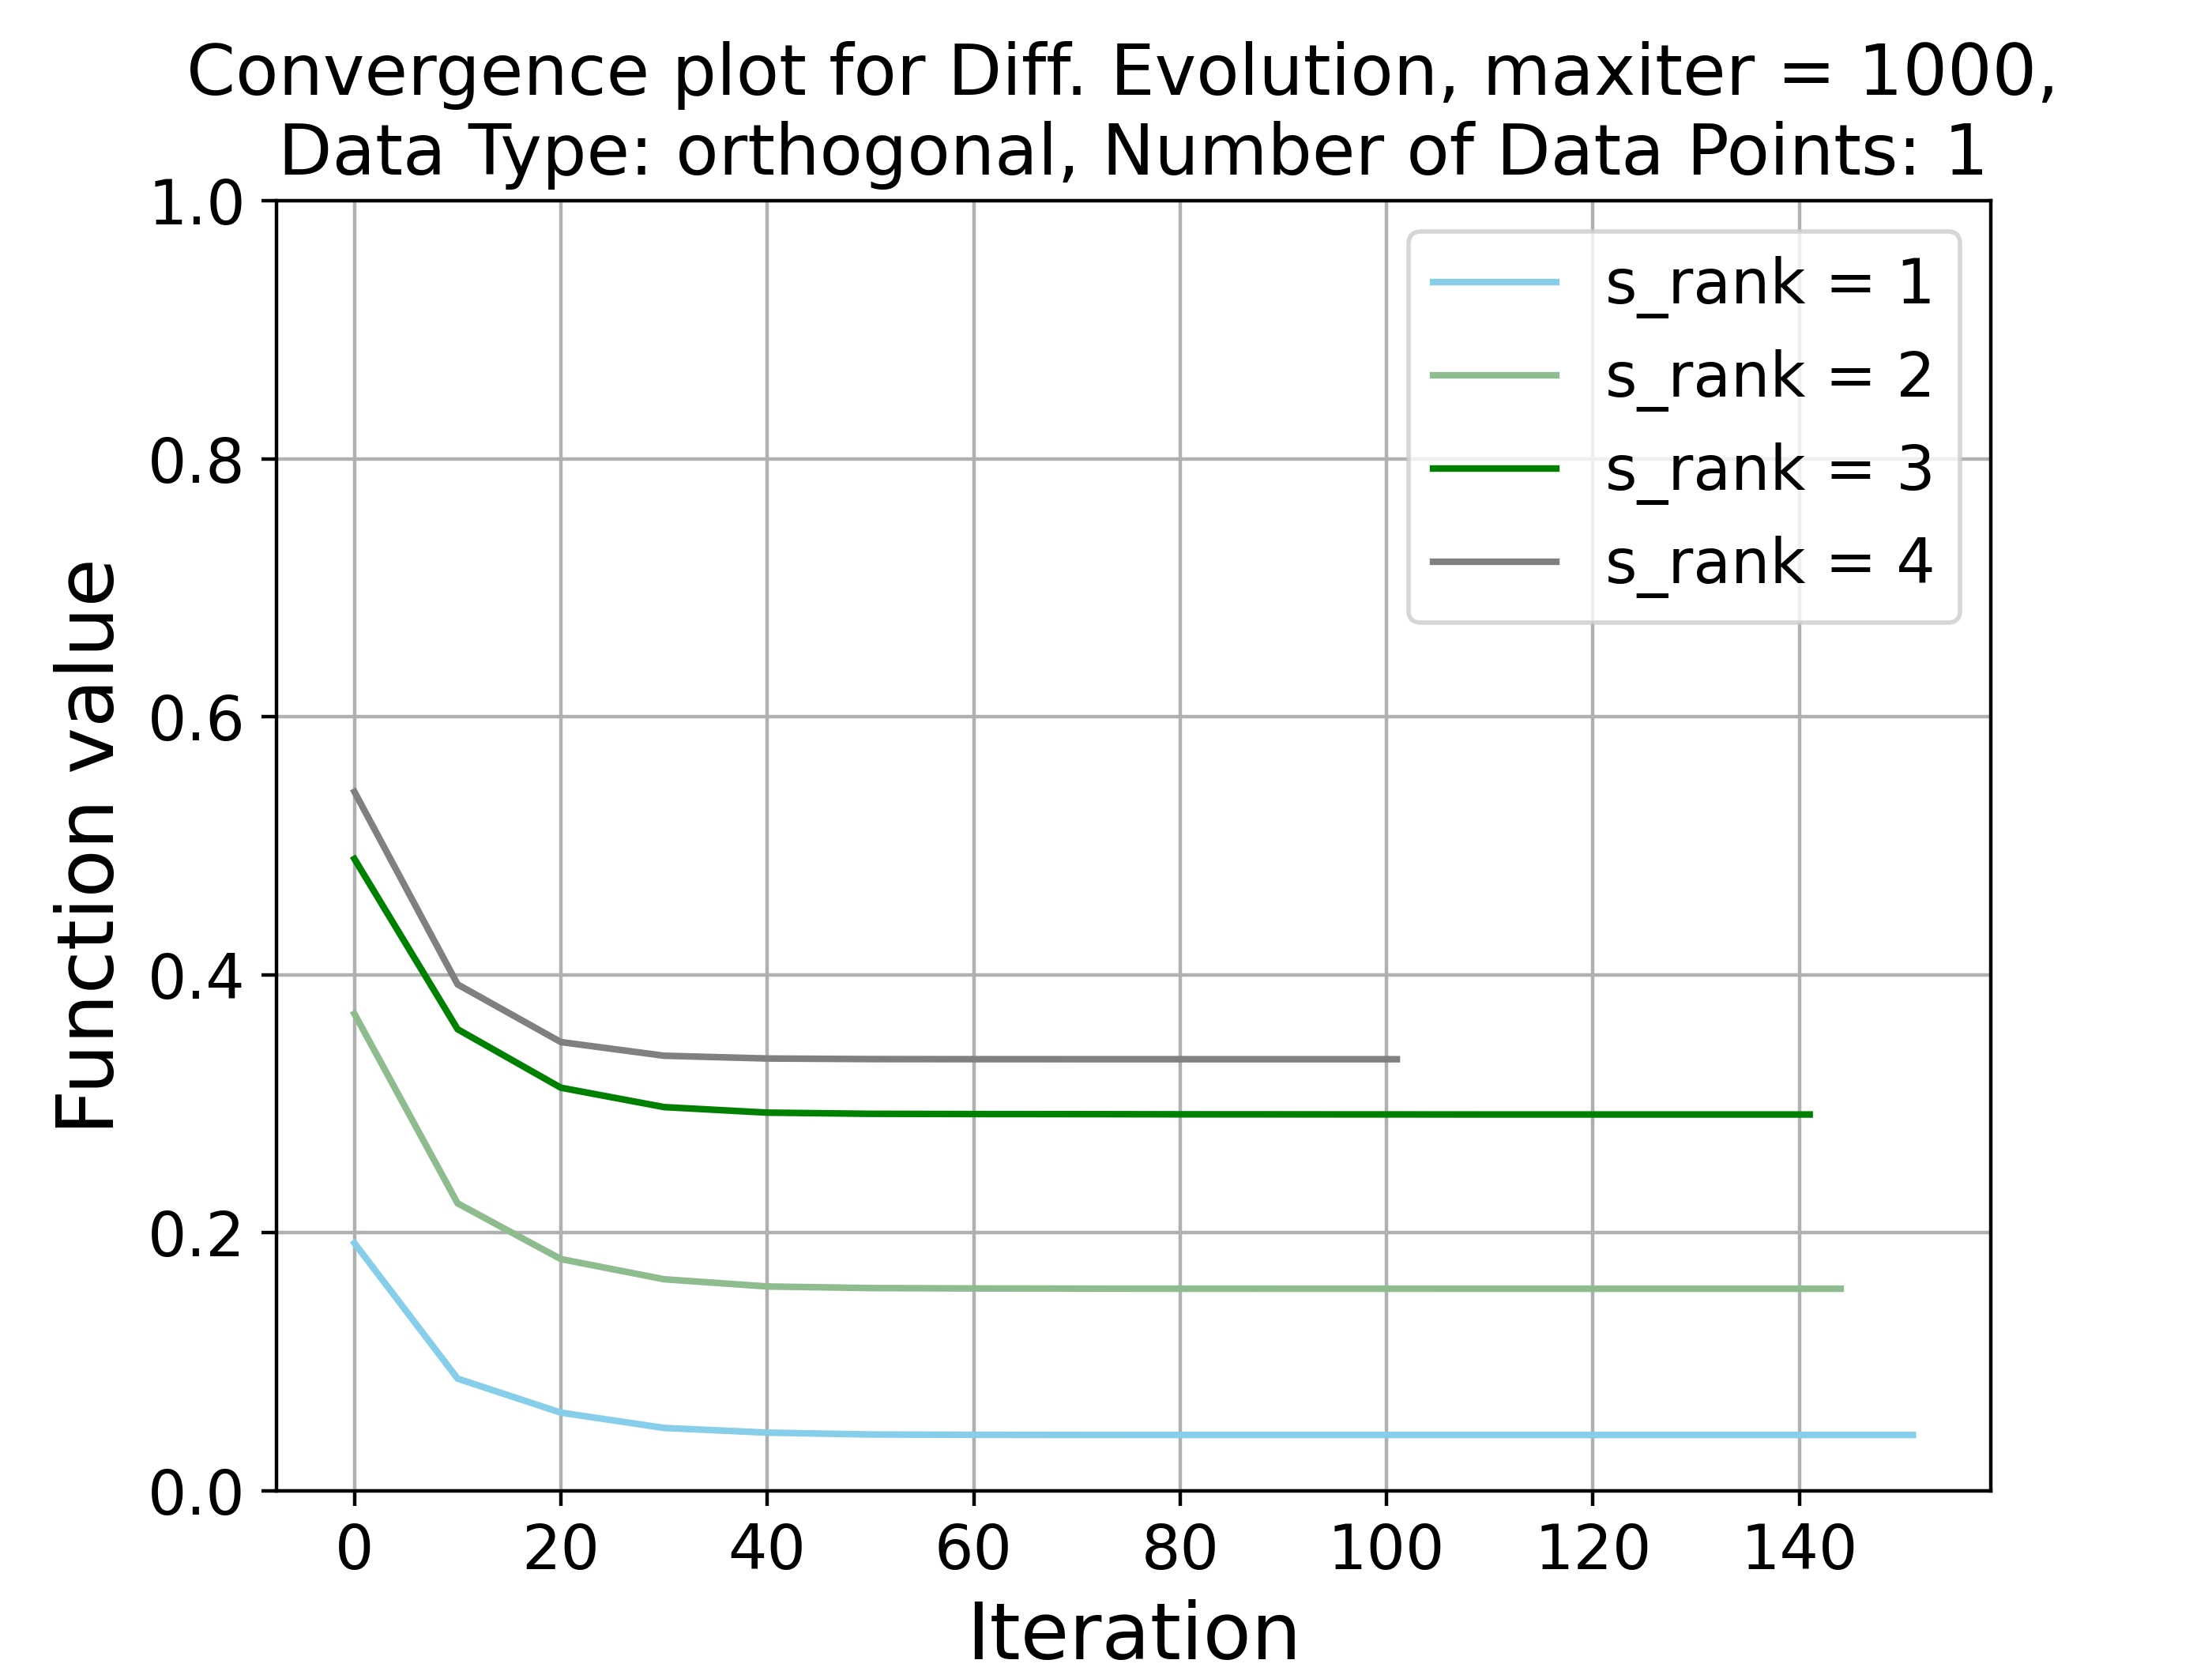 Convergence plot for Diff. Evolution, maxiter = 1000,
Data Type: orthogonal, Number of Data Points: 1
1.0
0.8
0.6
0.4
0.2
0.0
Function value
s_rank = 1
s_rank = 2
s_rank = 3
s_rank = 4
0 20 40 60 80 100 120 140
Iteration